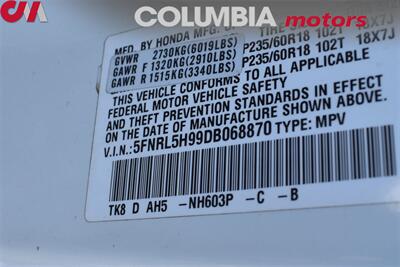 CMA
COLUMBIA motors
MFD. BY HONDA MFG.
GVWR 2730KG(6019LBS)
GAWR F 1320KG(2910LBS) P235/60R18 102T 18X7J
GAWR R 1515KG(3340LBS) P235/60R18 102T 18X7J
THIS VEHICLE CONFORMS TO ALL APPLICABLE
FEDERAL MOTOR VEHICLE SAFETY AND
THEFT PREVENTION STANDARDS IN EFFECT ON
THE DATE OF MANUFACTURE SHOWN ABOVE.
V.I.N.: 5FNRL5H99DB068870 TYPE: MPV
TK8 D AH5 -NH603P -C -B